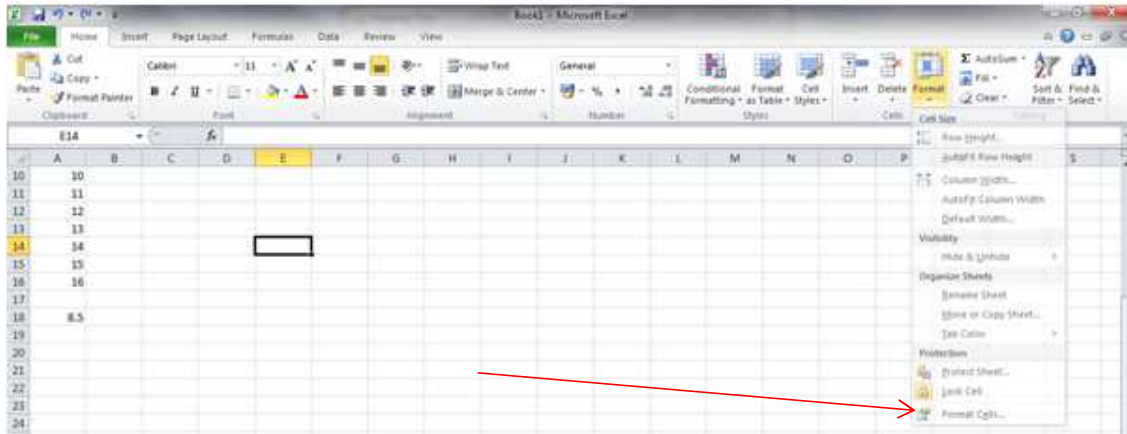 Book1 - Microsoft Excel
File Home Insert Page Layout Formulas Data Review View
Cut
Copy
Format Painter
Paste
Clipboard
Calibri 11
B I U
Font
Wrap Text
Merge & Center
Alignment
General
Number
Conditional Formatting
Format as Table
Cell Styles
Styles
Insert Delete Format
Cells
AutoSum
Fill
Clear
Sort & Filter
Find & Select
E14 fx
A B C D E F G H I J K L M N O P S
10 10
11 11
12 12
13 13
14 14
15 15
16 16
17
18 8.5
19
20
21
22
23
24
Cell Size
Row Height...
AutoFit Row Height
Column Width...
AutoFit Column Width
Default Width...
Visibility
Hide & Unhide
Organize Sheets
Rename Sheet
Move or Copy Sheet...
Tab Color
Protection
Protect Sheet...
Lock Cell
Format Cells...